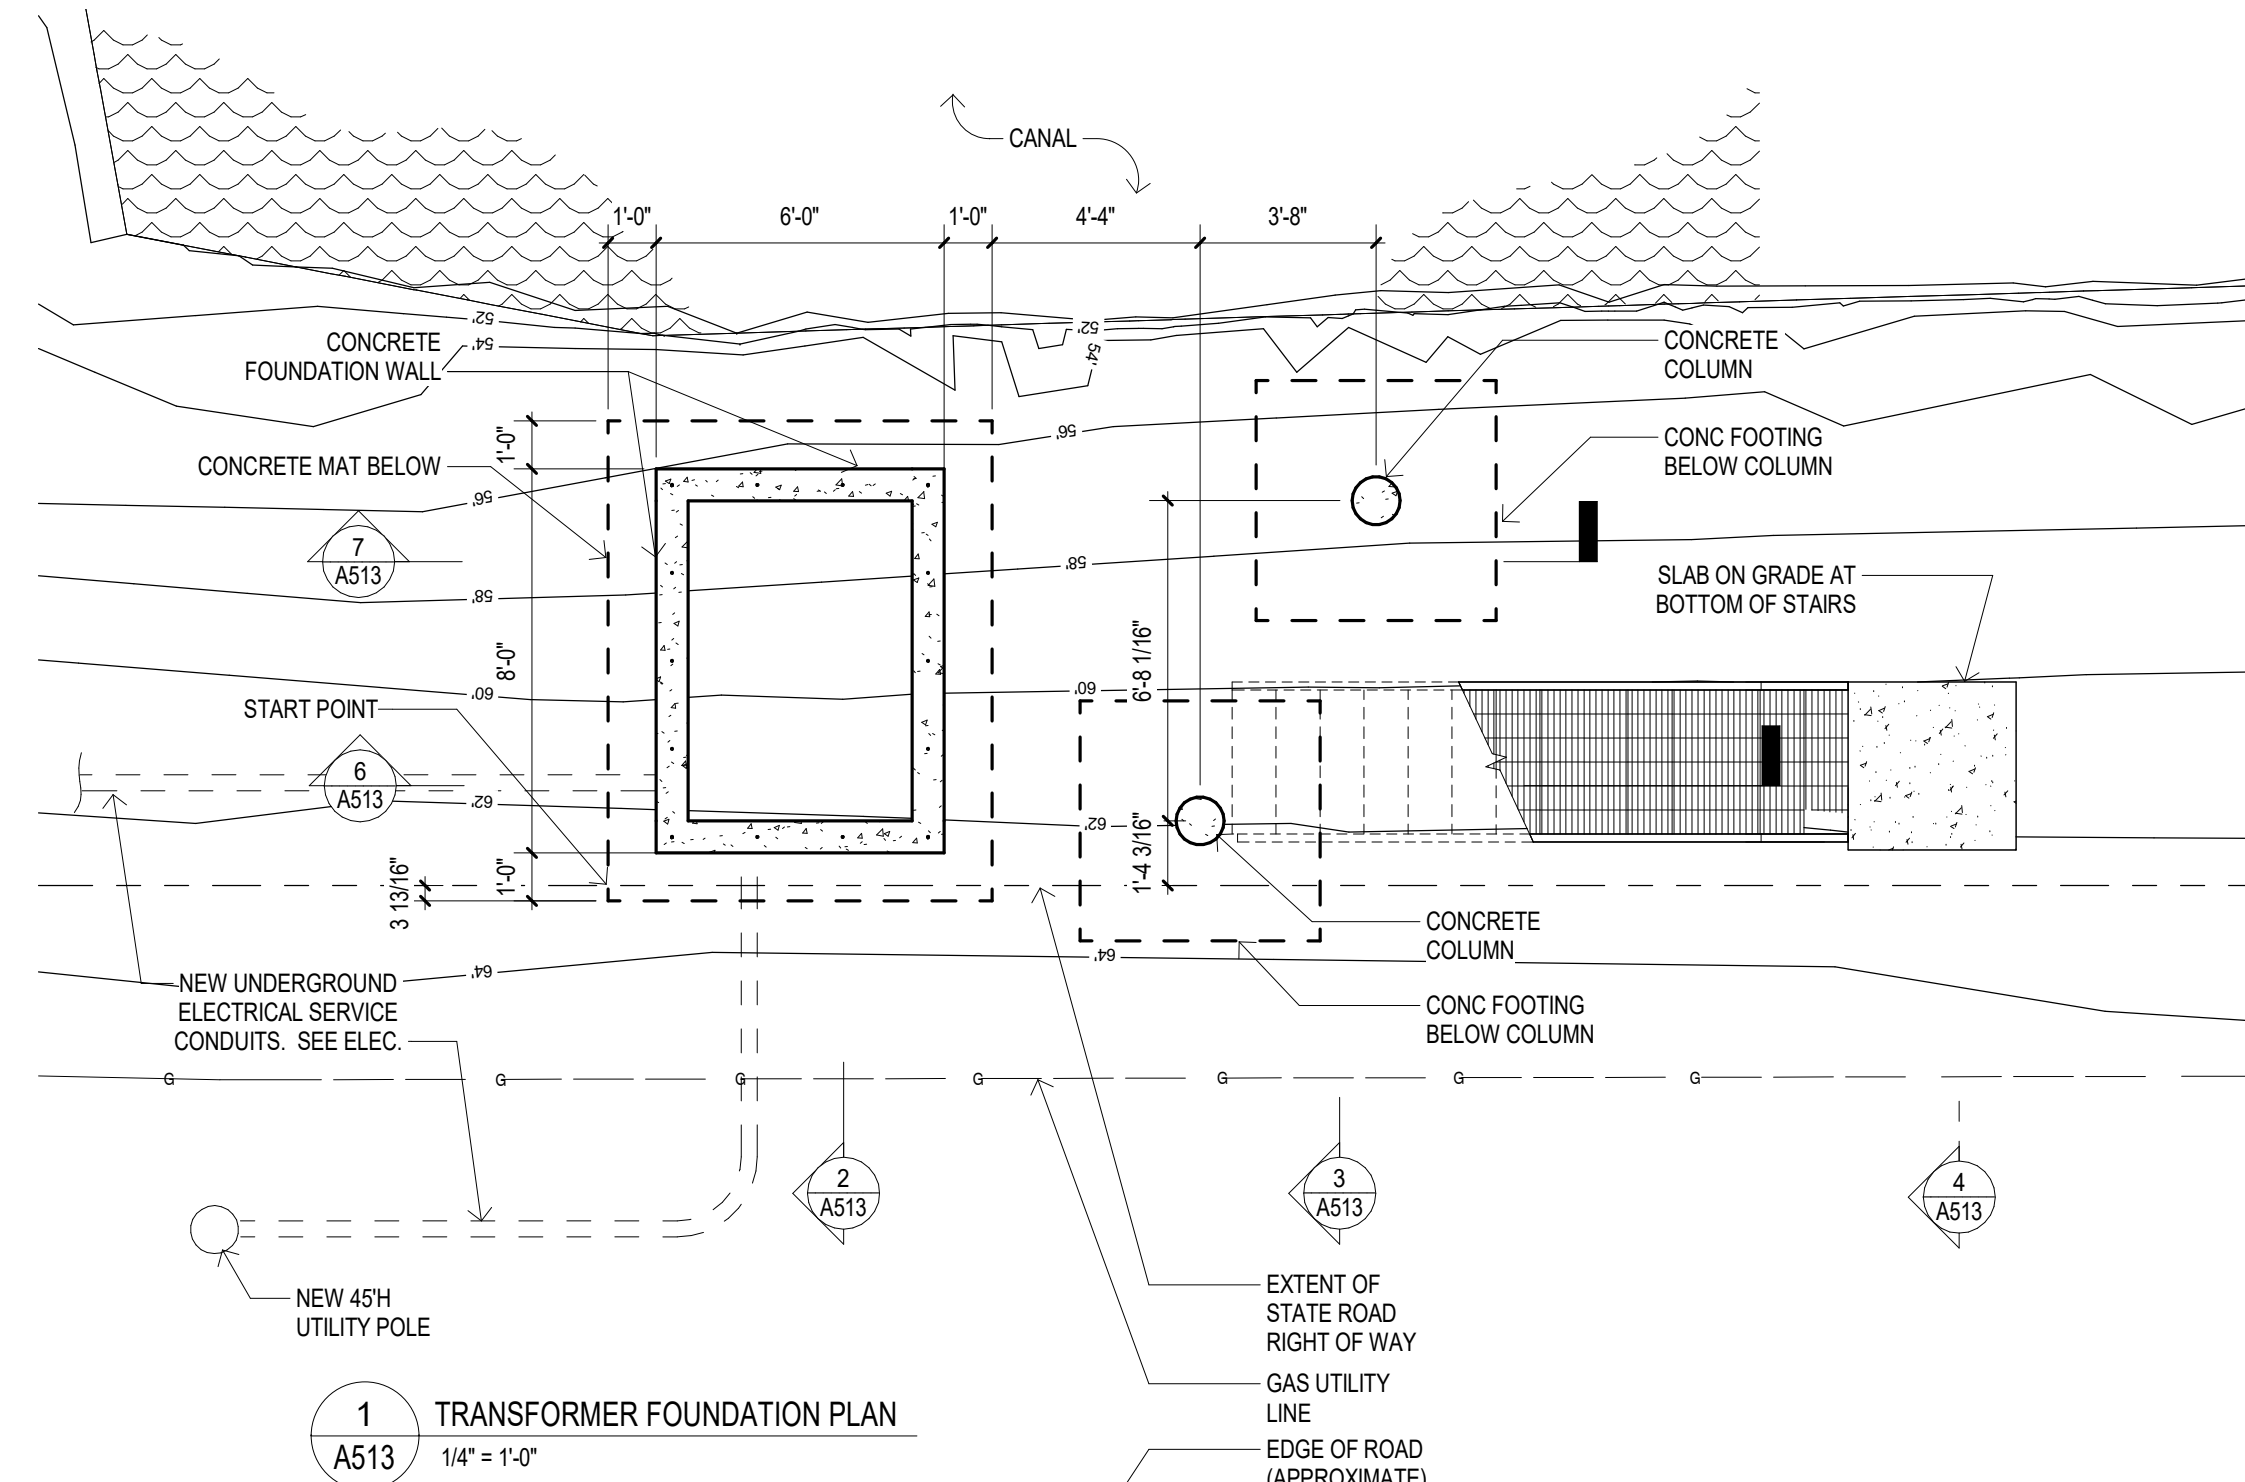 CANAL
1'-0"
6'-0"
1'-0"
4'-4"
3'-8"
52'
52'
54'
54'
CONCRETE
FOUNDATION WALL
CONCRETE
COLUMN
1'-0"
56'
CONC FOOTING
BELOW COLUMN
CONCRETE MAT BELOW
56'
7
A513
58'
58'
SLAB ON GRADE AT
BOTTOM OF STAIRS
8'-0"
6'-8 1/16"
60'
60'
START POINT
6
A513
62'
62'
1'-4 3/16"
3 13/16"
1'-0"
CONCRETE
COLUMN
64'
64'
NEW UNDERGROUND
ELECTRICAL SERVICE
CONDUITS.  SEE ELEC.
CONC FOOTING
BELOW COLUMN
G
G
G
G
G
G
G
2
A513
3
A513
4
A513
NEW 45'H
UTILITY POLE
EXTENT OF
STATE ROAD
RIGHT OF WAY
GAS UTILITY
LINE
1
A513
TRANSFORMER FOUNDATION PLAN
1/4" = 1'-0"
EDGE OF ROAD
(APPROXIMATE)